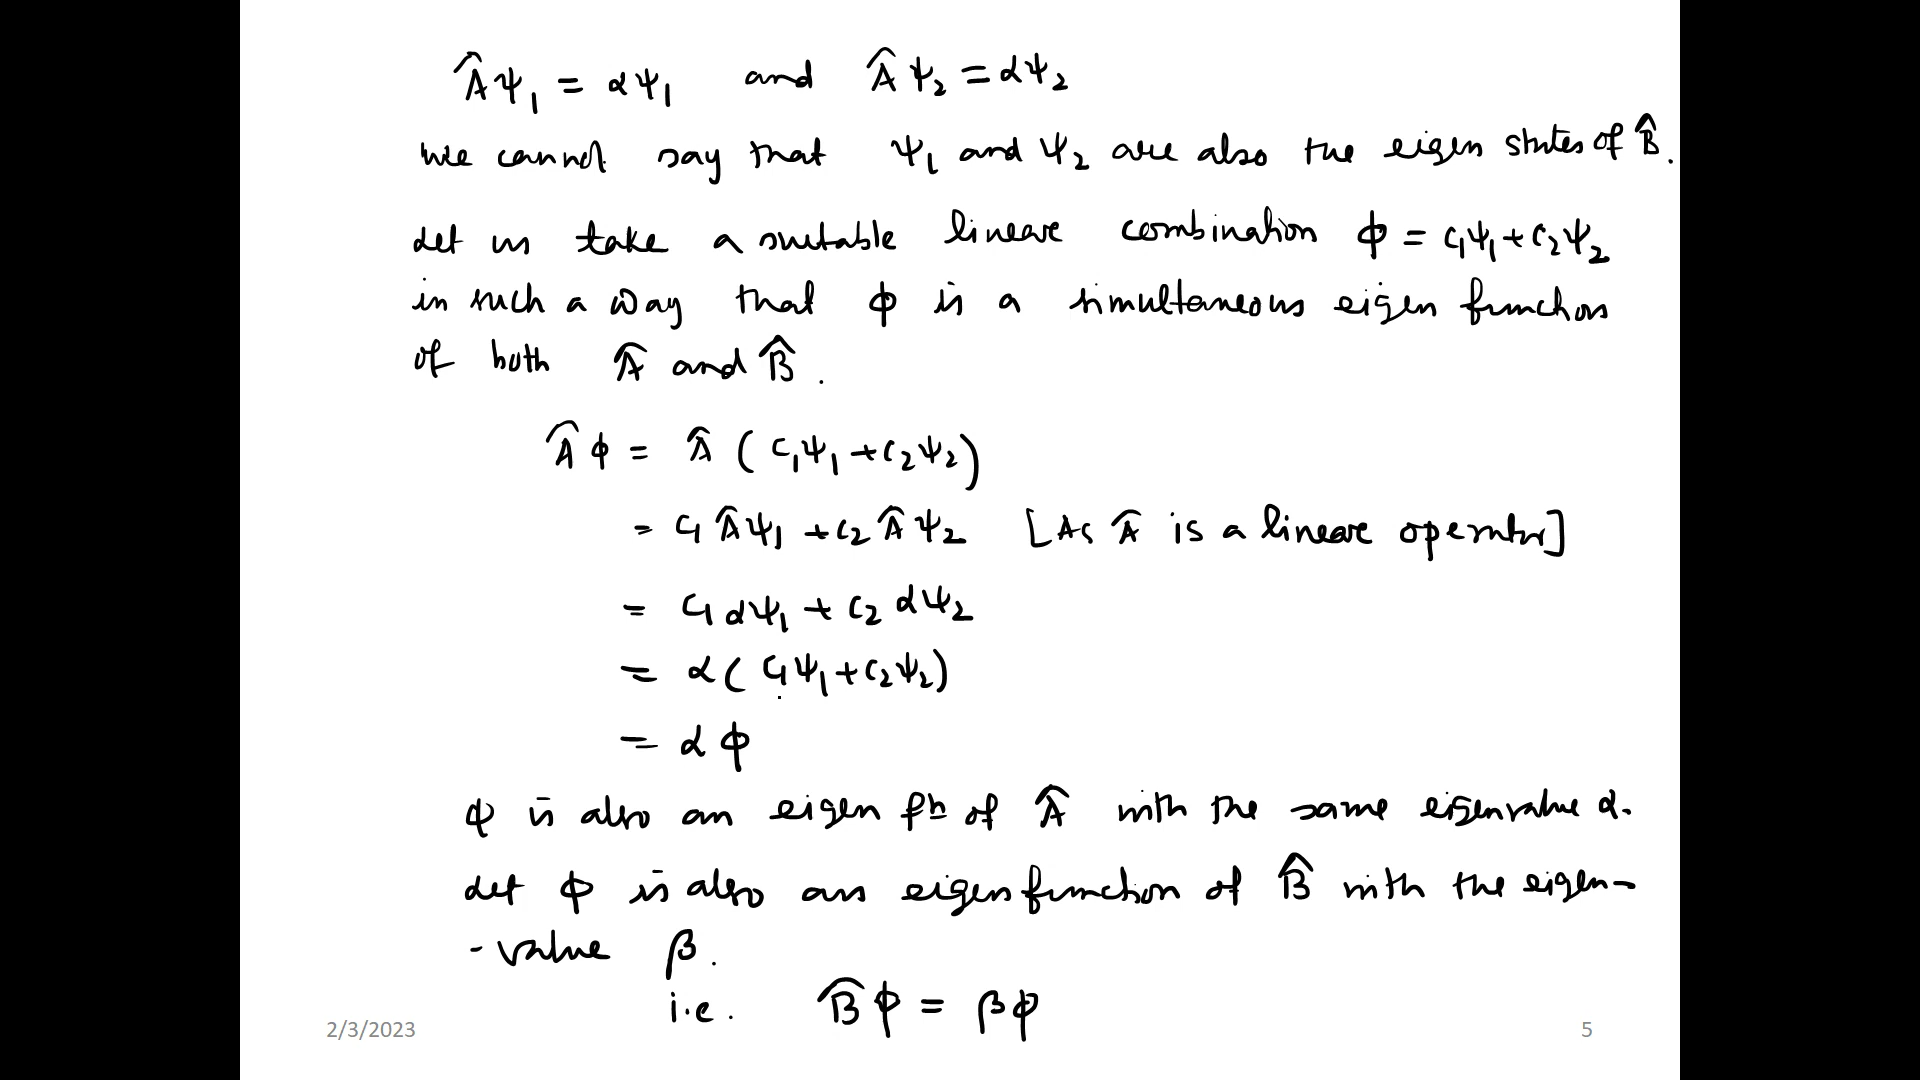 Âψ₁ = αψ₁ and Âψ₂ = αψ₂
We cannot say that ψ₁ and ψ₂ are also the eigen states of B̂.
Let us take a suitable linear combination ϕ = c₁ψ₁ + c₂ψ₂
in such a way that ϕ is a simultaneous eigen function
of both Â and B̂.
Âϕ = Â (c₁ψ₁ + c₂ψ₂)
= c₁Âψ₁ + c₂Âψ₂ [As Â is a linear operator]
= c₁αψ₁ + c₂αψ₂
= α(c₁ψ₁ + c₂ψ₂)
= αϕ
ϕ is also an eigen fn of Â with the same eigenvalue α.
Let ϕ is also an eigen function of B̂ with the eigen-
-value β.
i.e. B̂ϕ = βϕ
2/3/2023 5